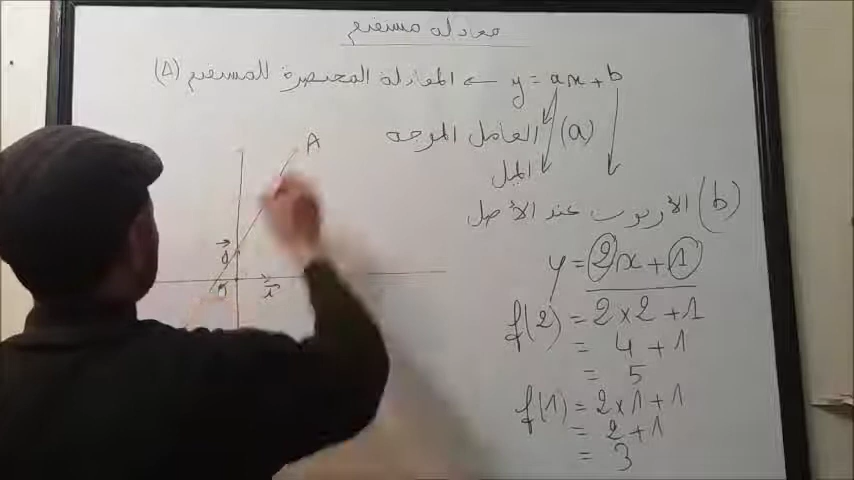 معادلة مستقيم
y = ax + b ← المعادلة المختصرة للمستقيم (Δ)
(a) العامل الموجه
الميل
(b) الأرتوب عند الأصل
y = 2x + 1
f(2) = 2 x 2 + 1
= 4 + 1
= 5
f(1) = 2 x 1 + 1
= 2 + 1
= 3